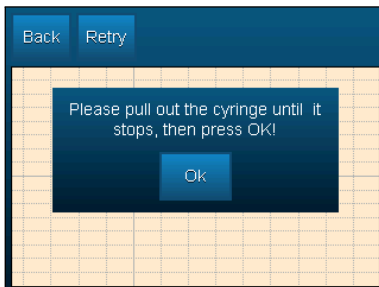 Back Retry
Please pull out the cyringe until it
stops, then press OK!
Ok